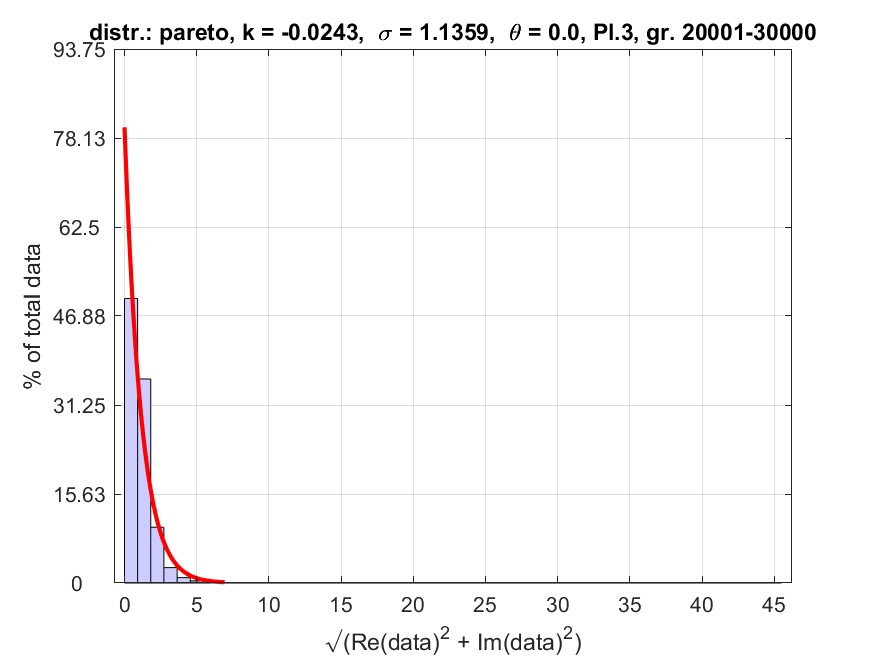 distr.: pareto, k = -0.0243, σ = 1.1359, θ = 0.0, Pl.3, gr. 20001-30000
93.75
78.13
62.5
46.88
31.25
15.63
0
% of total data
0 5 10 15 20 25 30 35 40 45
√(Re(data)² + Im(data)²)